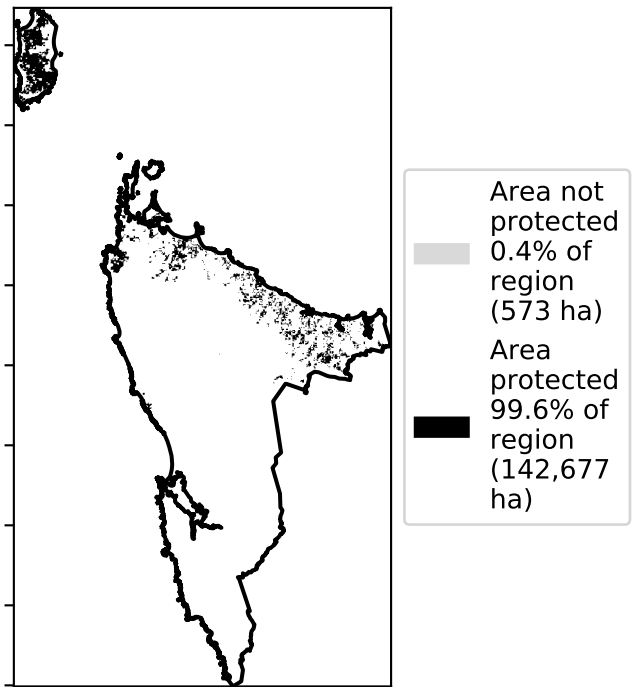 Area not
protected
0.4% of
region
(573 ha)
Area
protected
99.6% of
region
(142,677
ha)